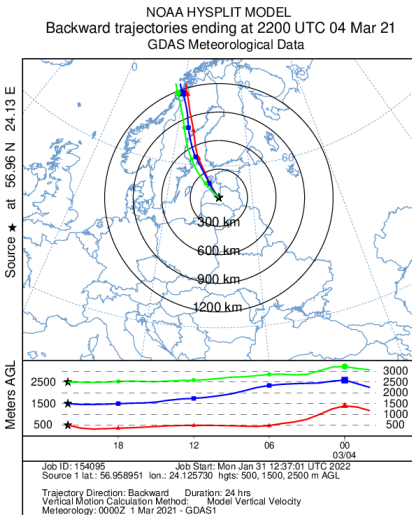 NOAA HYSPLIT MODEL
Backward trajectories ending at 2200 UTC 04 Mar 21
GDAS Meteorological Data
Source ★ at 56.96 N 24.13 E
0
60
300 km
600 km
900 km
1200 km
Meters AGL
2500
1500
500
3000
2500
2000
1500
1000
500
18
12
06
00
03/04
Job ID: 154095 Job Start: Mon Jan 31 12:37:01 UTC 2022
Source 1 lat.: 56.958951 lon.: 24.125730 hgts: 500, 1500, 2500 m AGL
Trajectory Direction: Backward Duration: 24 hrs
Vertical Motion Calculation Method: Model Vertical Velocity
Meteorology: 0000Z 1 Mar 2021 - GDAS1